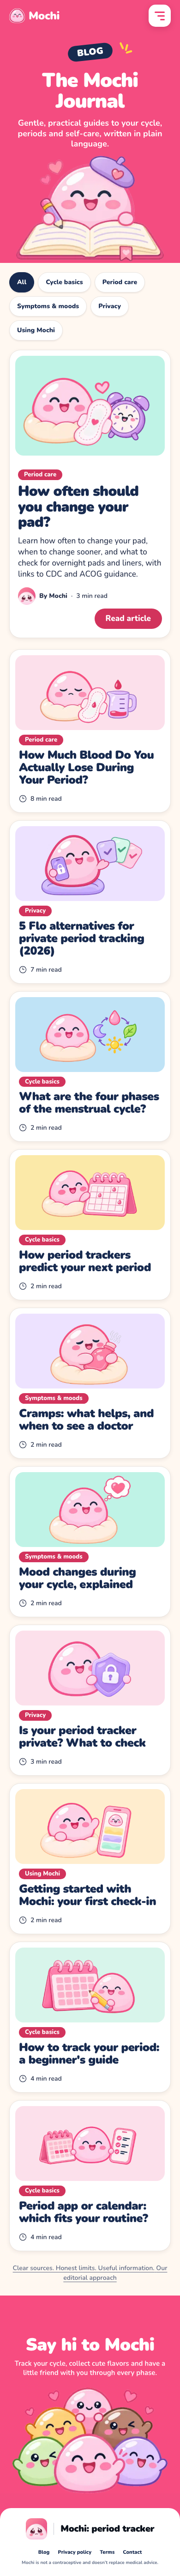 Mochi
BLOG
The Mochi
Journal
Gentle, practical guides to your cycle,
periods and self-care, written in plain
language.
All
Cycle basics
Period care
Symptoms & moods
Privacy
Using Mochi
Period care
How often should
you change your
pad?
Learn how often to change your pad,
when to change sooner, and what to
check for overnight pads and liners, with
links to CDC and ACOG guidance.
By Mochi · 3 min read
Read article
Period care
How Much Blood Do You
Actually Lose During
Your Period?
8 min read
Privacy
5 Flo alternatives for
private period tracking
(2026)
7 min read
Cycle basics
What are the four phases
of the menstrual cycle?
2 min read
Cycle basics
How period trackers
predict your next period
2 min read
Symptoms & moods
Cramps: what helps, and
when to see a doctor
2 min read
Symptoms & moods
Mood changes during
your cycle, explained
2 min read
Privacy
Is your period tracker
private? What to check
3 min read
Using Mochi
Getting started with
Mochi: your first check-in
2 min read
Cycle basics
How to track your period:
a beginner's guide
4 min read
Cycle basics
Period app or calendar:
which fits your routine?
4 min read
Clear sources. Honest limits. Useful information. Our
editorial approach
Say hi to Mochi
Track your cycle, collect cute flavors and have a
little friend with you through every phase.
Mochi: period tracker
Blog
Privacy policy
Terms
Contact
Mochi is not a contraceptive and doesn't replace medical advice.